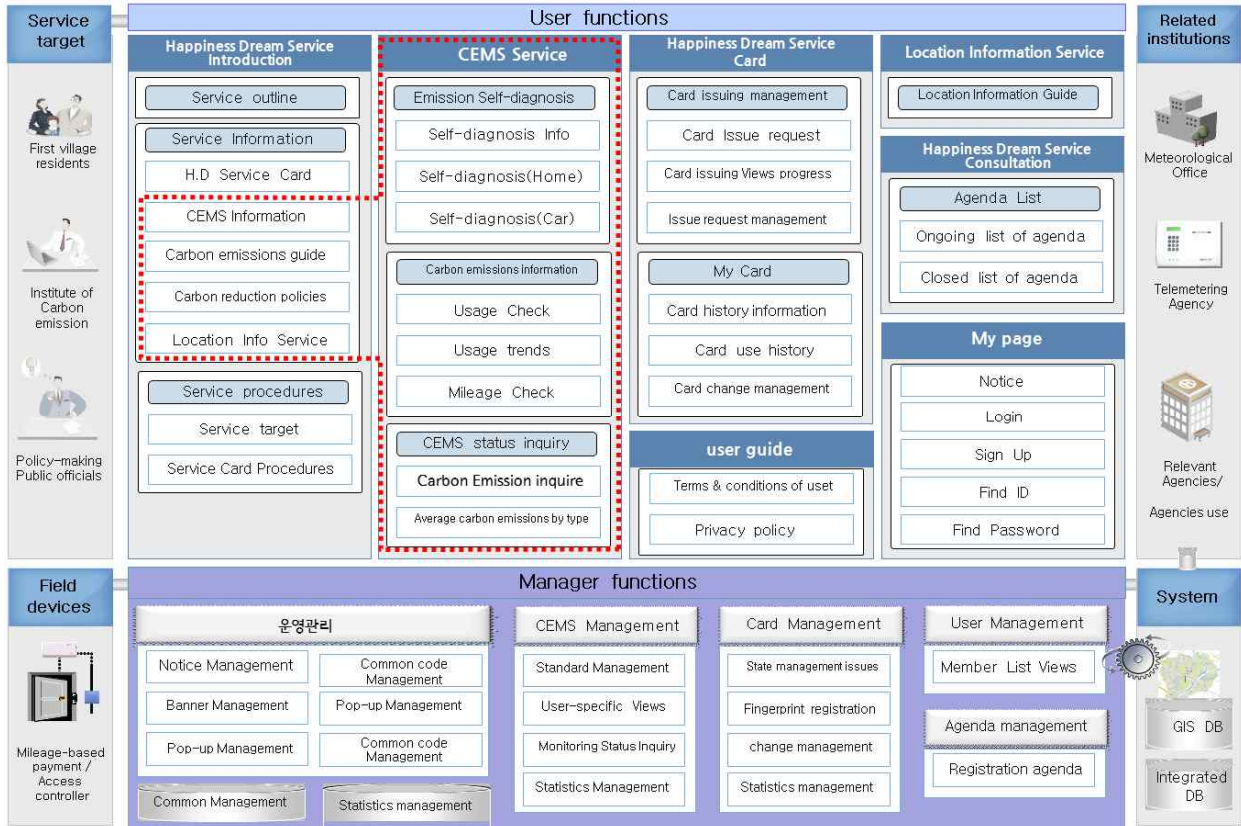 Service
target
First village
residents
Institute of
Carbon
emission
Policy-making
Public officials
User functions
Happiness Dream Service
Introduction
Service outline
Service Information
H.D Service Card
CEMS Information
Carbon emissions guide
Carbon reduction policies
Location Info Service
Service procedures
Service target
Service Card Procedures
CEMS Service
Emission Self-diagnosis
Self-diagnosis Info
Self-diagnosis(Home)
Self-diagnosis(Car)
Carbon emissions information
Usage Check
Usage trends
Mileage Check
CEMS status inquiry
Carbon Emission inquire
Average carbon emissions by type
Happiness Dream Service
Card
Card issuing management
Card Issue request
Card issuing Views progress
Issue request management
My Card
Card history information
Card use history
Card change management
user guide
Terms & conditions of uset
Privacy policy
Location Information Service
Location Information Guide
Happiness Dream Service
Consultation
Agenda List
Ongoing list of agenda
Closed list of agenda
My page
Notice
Login
Sign Up
Find ID
Find Password
Related
institutions
Meteorological
Office
Telemetering
Agency
Relevant
Agencies/
Agencies use
Field
devices
Mileage-based
payment /
Access
controller
Manager functions
운영관리
Notice Management
Common code
Management
Banner Management
Pop-up Management
Pop-up Management
Common code
Management
Common Management
Statistics management
CEMS Management
Standard Management
User-specific Views
Monitoring Status Inquiry
Statistics Management
Card Management
State management issues
Fingerprint registration
change management
Statistics management
User Management
Member List Views
Agenda management
Registration agenda
System
GIS DB
Integrated
DB